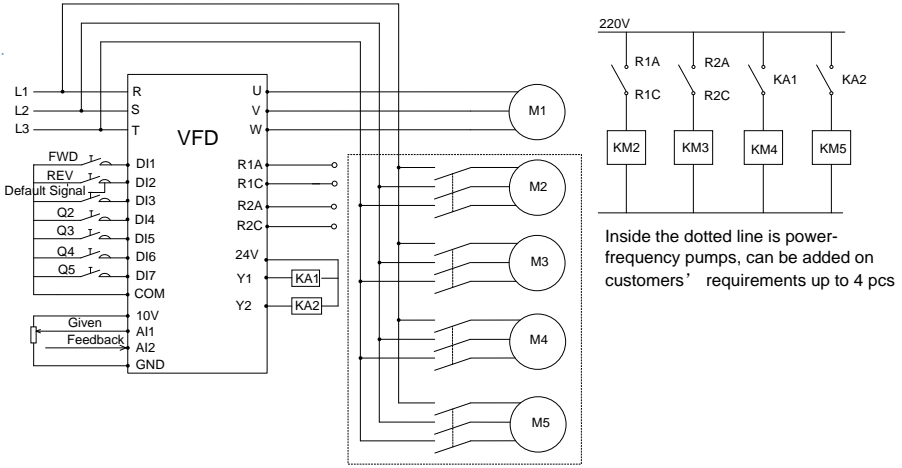 L1
L2
L3
R
S
T
VFD
U
V
W
M1
FWD
REV
Default Signal
Q2
Q3
Q4
Q5
DI1
DI2
DI3
DI4
DI5
DI6
DI7
COM
10V
AI1
AI2
GND
Given
Feedback
R1A
R1C
R2A
R2C
24V
Y1
Y2
KA1
KA2
M2
M3
M4
M5
220V
R1A
R1C
R2A
R2C
KA1
KA2
KM2
KM3
KM4
KM5
Inside the dotted line is power-
frequency pumps, can be added on
customers’ requirements up to 4 pcs